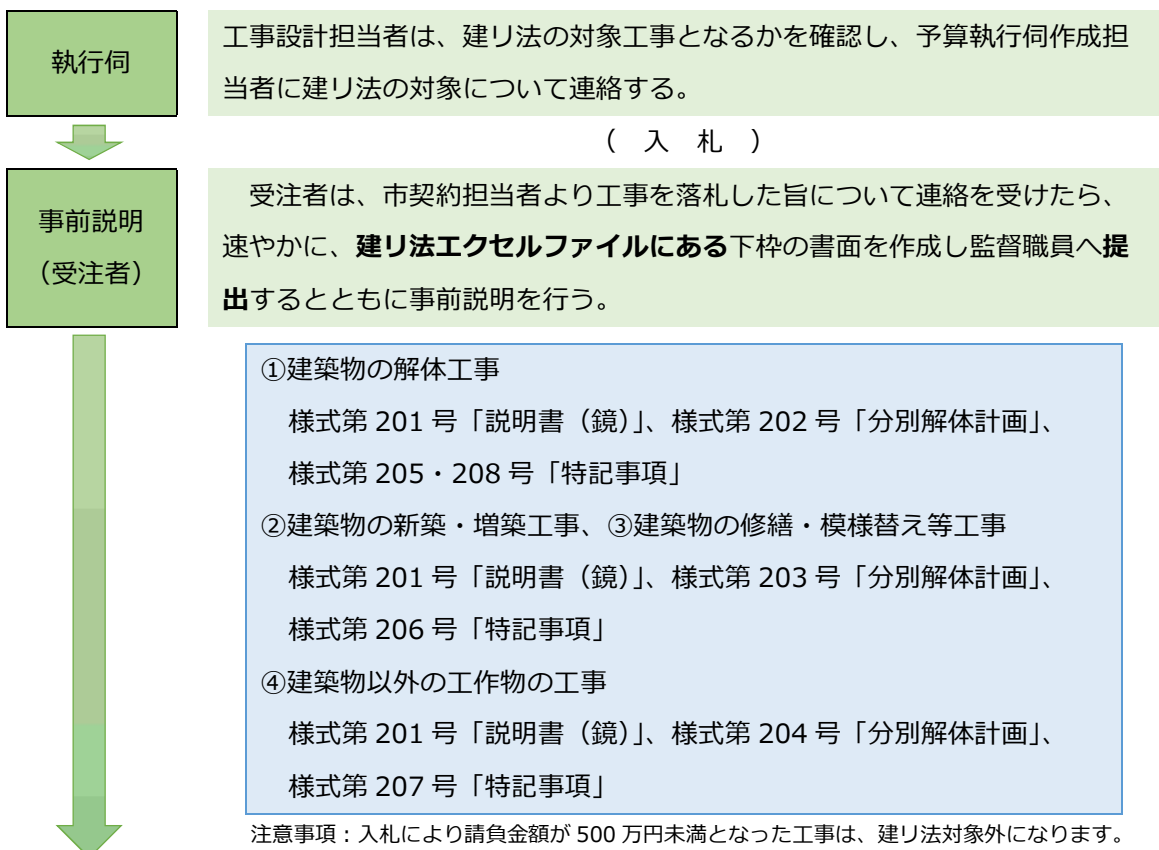 執行伺
工事設計担当者は、建リ法の対象工事となるかを確認し、予算執行伺作成担
当者に建リ法の対象について連絡する。
（　入　札　）
事前説明
（受注者）
受注者は、市契約担当者より工事を落札した旨について連絡を受けたら、
速やかに、建リ法エクセルファイルにある下枠の書面を作成し監督職員へ提
出するとともに事前説明を行う。
①建築物の解体工事
様式第 201 号「説明書（鏡）」、様式第 202 号「分別解体計画」、
様式第 205・208 号「特記事項」
②建築物の新築・増築工事、③建築物の修繕・模様替え等工事
様式第 201 号「説明書（鏡）」、様式第 203 号「分別解体計画」、
様式第 206 号「特記事項」
④建築物以外の工作物の工事
様式第 201 号「説明書（鏡）」、様式第 204 号「分別解体計画」、
様式第 207 号「特記事項」
注意事項：入札により請負金額が 500 万円未満となった工事は、建リ法対象外になります。